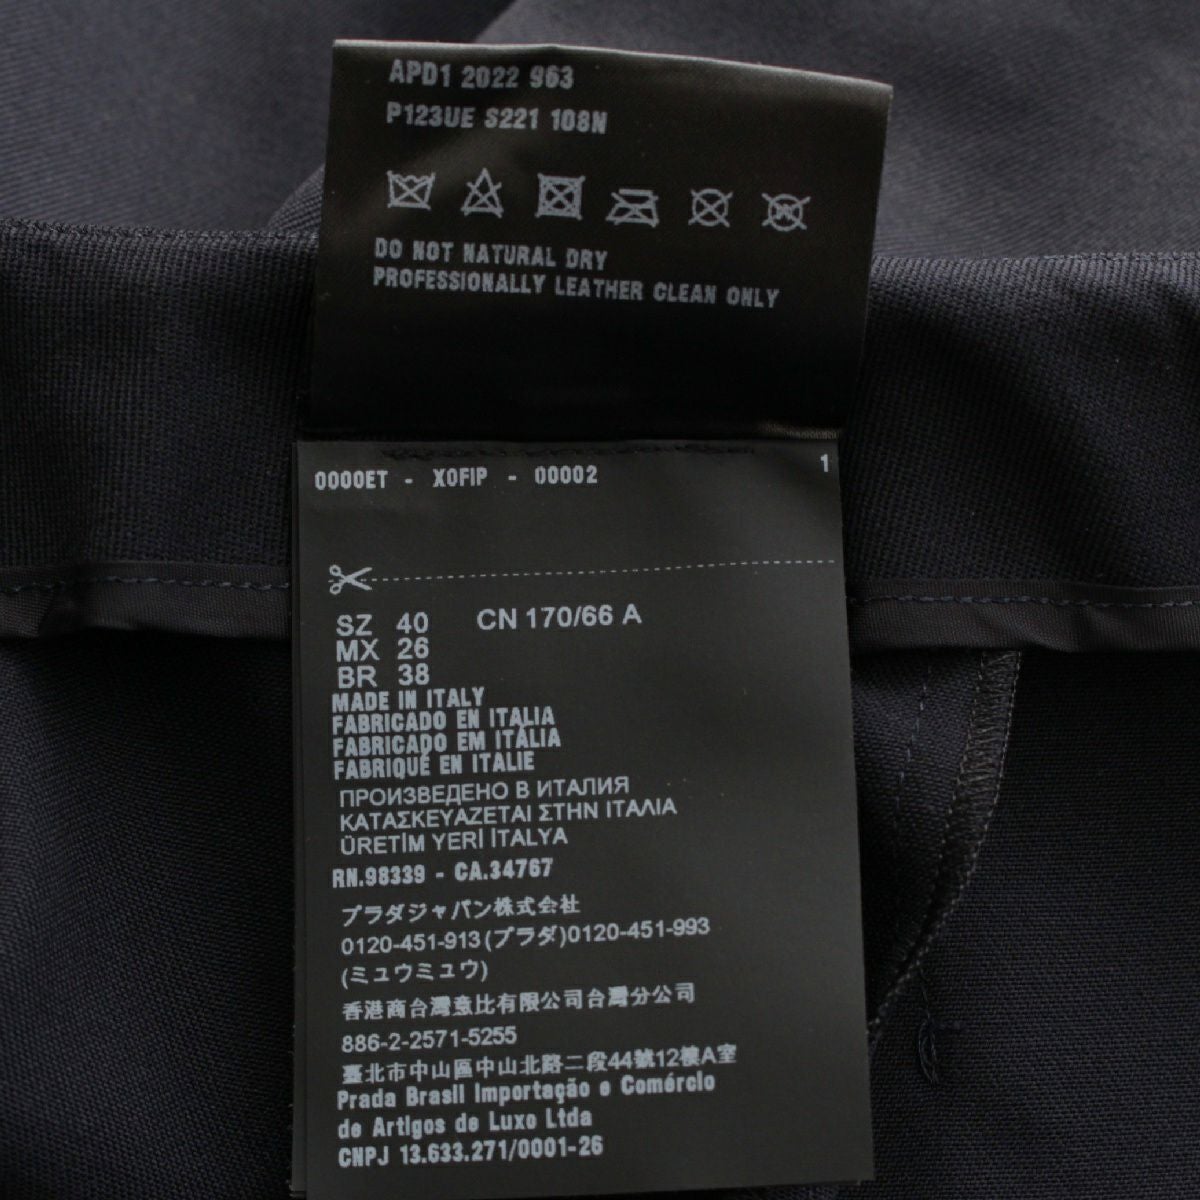 APD1 2022 963
P123UE S221 108N
DO NOT NATURAL DRY
PROFESSIONALLY LEATHER CLEAN ONLY
0000ET - X0FIP - 00002 1
SZ 40 CN 170/66 A
MX 26
BR 38
MADE IN ITALY
FABRICADO EN ITALIA
FABRICADO EM ITÁLIA
FABRIQUÉ EN ITALIE
ПРОИЗВЕДЕНО В ИТАЛИЯ
ΚΑΤΑΣΚΕΥΑΖΕΤΑΙ ΣΤΗΝ ΙΤΑΛΙΑ
ÜRETİM YERİ İTALYA
RN.98339 - CA.34767
プラダジャパン株式会社
0120-451-913(プラダ)0120-451-993
(ミュウミュウ)
香港商台灣意比有限公司台灣分公司
886-2-2571-5255
臺北市中山區中山北路二段44號12樓A室
Prada Brasil Importação e Comércio
de Artigos de Luxo Ltda
CNPJ 13.633.271/0001-26